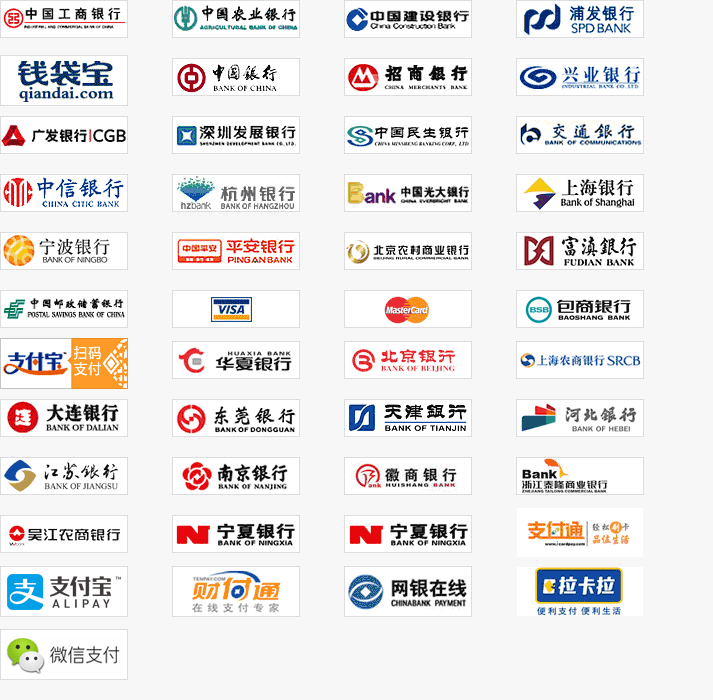 中国工商银行
INDUSTRIAL AND COMMERCIAL BANK OF CHINA
中国农业银行
AGRICULTURAL BANK OF CHINA
中国建设银行
China Construction Bank
浦发银行
SPD BANK
钱袋宝
qiandai.com
中国银行
BANK OF CHINA
招商银行
CHINA MERCHANTS BANK
兴业银行
INDUSTRIAL BANK CO.,LTD.
广发银行|CGB
深圳发展银行
SHENZHEN DEVELOPMENT BANK CO., LTD.
中国民生银行
CHINA MINSHENG BANKING CORP., LTD
交通银行
BANK OF COMMUNICATIONS
中信银行
CHINA CITIC BANK
杭州银行
hzbank
BANK OF HANGZHOU
Bank
中国光大银行
CHINA EVERBRIGHT BANK
上海银行
Bank of Shanghai
宁波银行
BANK OF NINGBO
中国平安
平安银行
PINGAN BANK
北京农村商业银行
BEIJING RURAL COMMERCIAL BANK
富滇银行
FUDIAN BANK
中国邮政储蓄银行
POSTAL SAVINGS BANK OF CHINA
VISA
MasterCard
BSB
包商银行
BAOSHANG BANK
支付宝
扫码
支付
HUAXIA BANK
华夏银行
北京银行
BANK OF BEIJING
上海农商银行 SRCB
大连银行
BANK OF DALIAN
东莞银行
BANK OF DONGGUAN
天津银行
BANK OF TIANJIN
河北银行
BANK OF HEBEI
江苏银行
BANK OF JIANGSU
南京银行
BANK OF NANJING
徽商银行
HUISHANG BANK
Bank
浙江泰隆商业银行
ZHEJIANG TAILONG COMMERCIAL BANK
吴江农商银行
宁夏银行
BANK OF NINGXIA
宁夏银行
BANK OF NINGXIA
支付通
www.icardpay.com
轻松刷卡
品位生活
支
支付宝™
ALIPAY
TENPAY.COM
财付通
在线支付专家
网银在线
CHINABANK PAYMENT
拉卡拉
便利支付 便利生活
微信支付